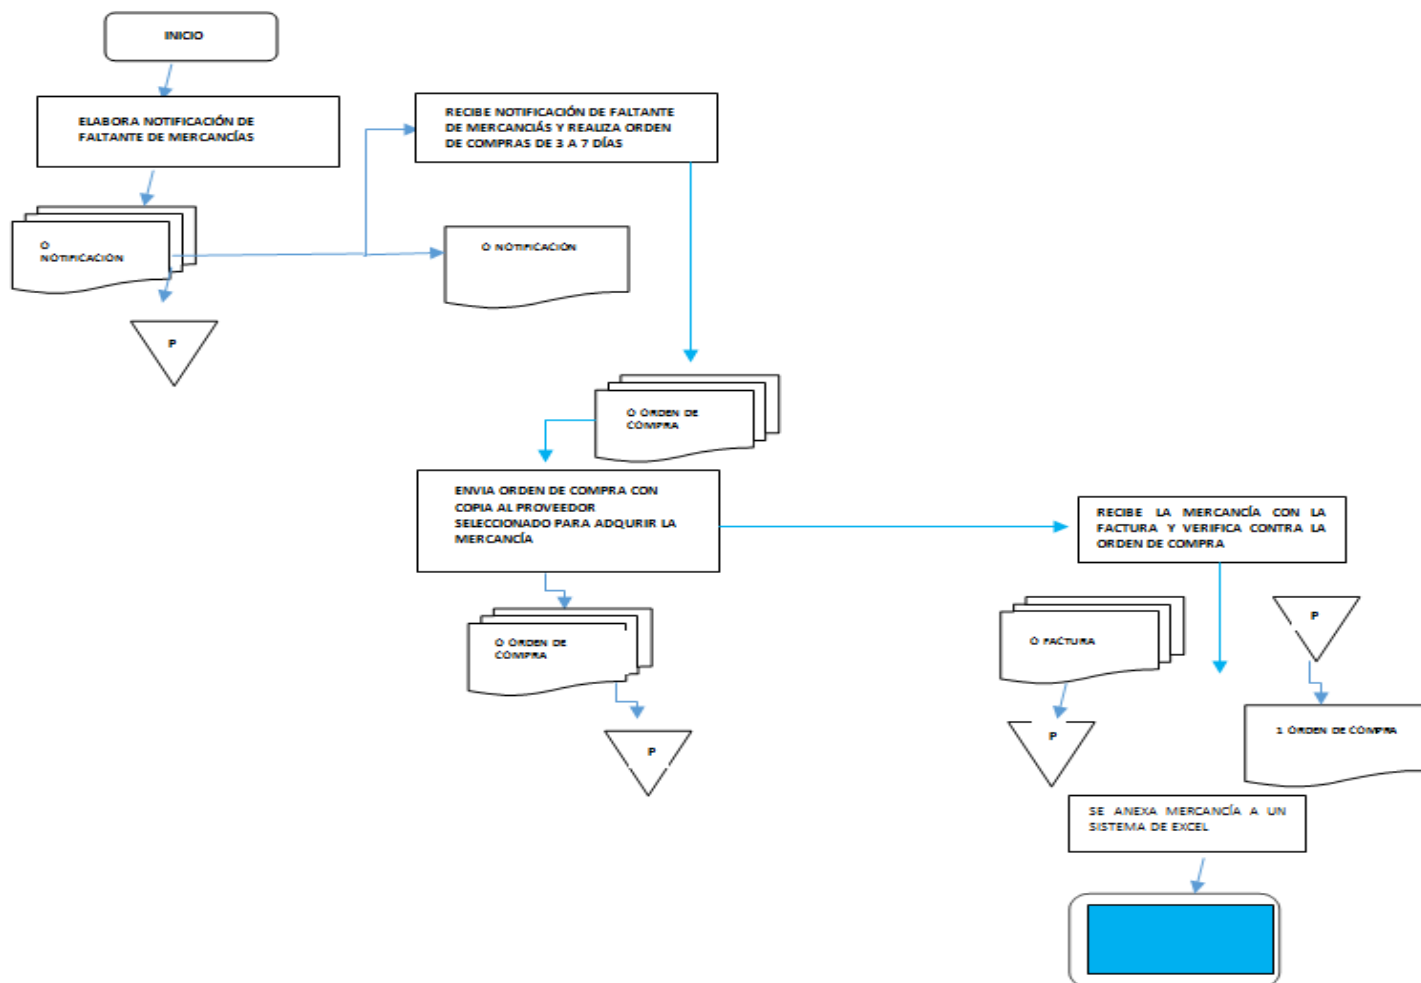 INICIO
ELABORA NOTIFICACIÓN DE
FALTANTE DE MERCANCÍAS
RECIBE NOTIFICACIÓN DE FALTANTE
DE MERCANCIÁS Y REALIZA ORDEN
DE COMPRAS DE 3 A 7 DÍAS
O
NOTIFICACIÓN
O NOTIFICACIÓN
P
O ORDEN DE
COMPRA
ENVIA ORDEN DE COMPRA CON
COPIA AL PROVEEDOR
SELECCIONADO PARA ADQURIR LA
MERCANCÍA
RECIBE LA MERCANCÍA CON LA
FACTURA Y VERIFICA CONTRA LA
ORDEN DE COMPRA
O ORDEN DE
COMPRA
O FACTURA
P
P
P
1 ORDEN DE COMPRA
SE ANEXA MERCANCÍA A UN
SISTEMA DE EXCEL